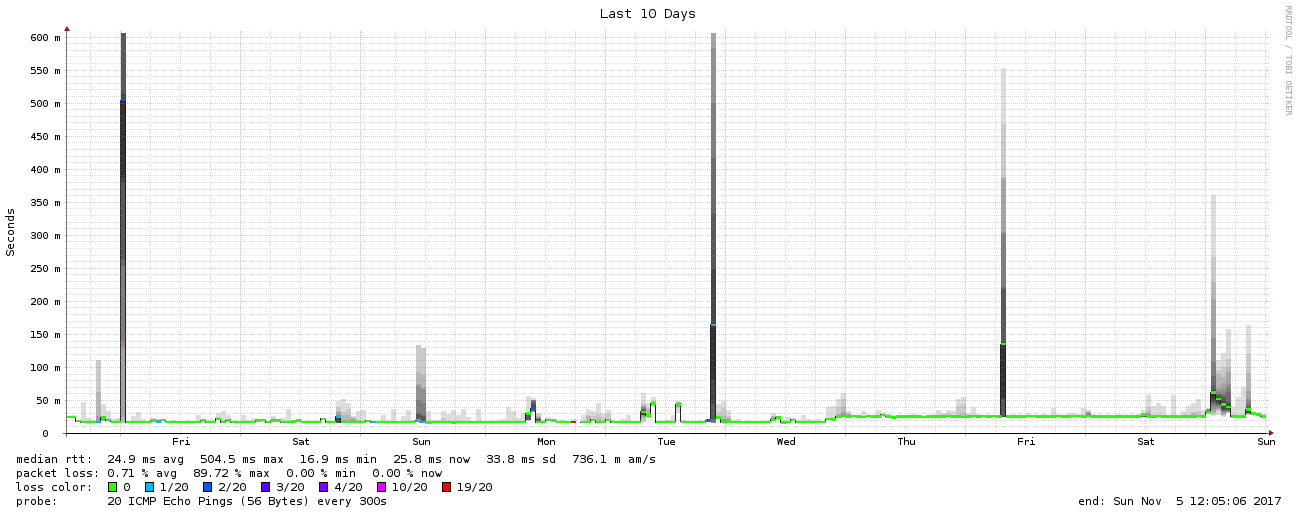 Last 10 Days
RRDTOOL / TOBI OETIKER
Seconds
600 m
550 m
500 m
450 m
400 m
350 m
300 m
250 m
200 m
150 m
100 m
50 m
0
Fri Sat Sun Mon Tue Wed Thu Fri Sat Sun
median rtt: 24.9 ms avg 504.5 ms max 16.9 ms min 25.8 ms now 33.8 ms sd 736.1 m am/s
packet loss: 0.71 % avg 89.72 % max 0.00 % min 0.00 % now
loss color: 0 1/20 2/20 3/20 4/20 10/20 19/20
probe: 20 ICMP Echo Pings (56 Bytes) every 300s end: Sun Nov 5 12:05:06 2017